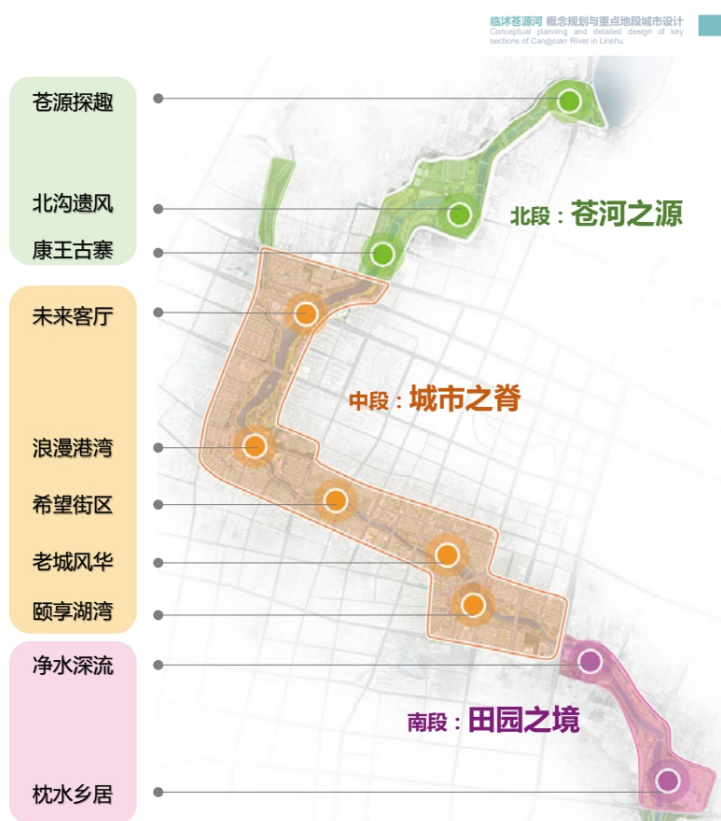 临沭苍源河 概念规划与重点地段城市设计
Conceptual planning and detailed design of key
sections of Cangyuan River in Linshu
苍源探趣
北沟遗风
北段：苍河之源
康王古寨
未来客厅
中段：城市之脊
浪漫港湾
希望街区
老城风华
颐享湖湾
净水深流
南段：田园之境
枕水乡居